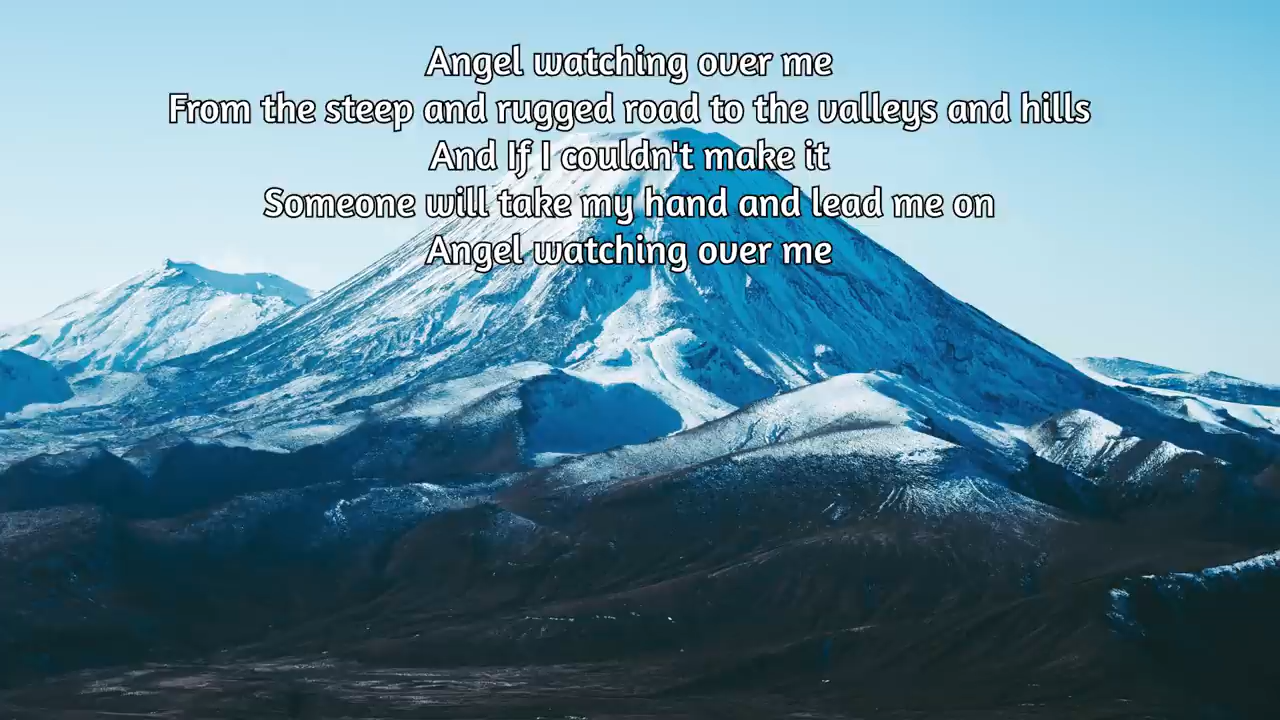 Angel watching over me
From the steep and rugged road to the valleys and hills
And If I couldn't make it
Someone will take my hand and lead me on
Angel watching over me